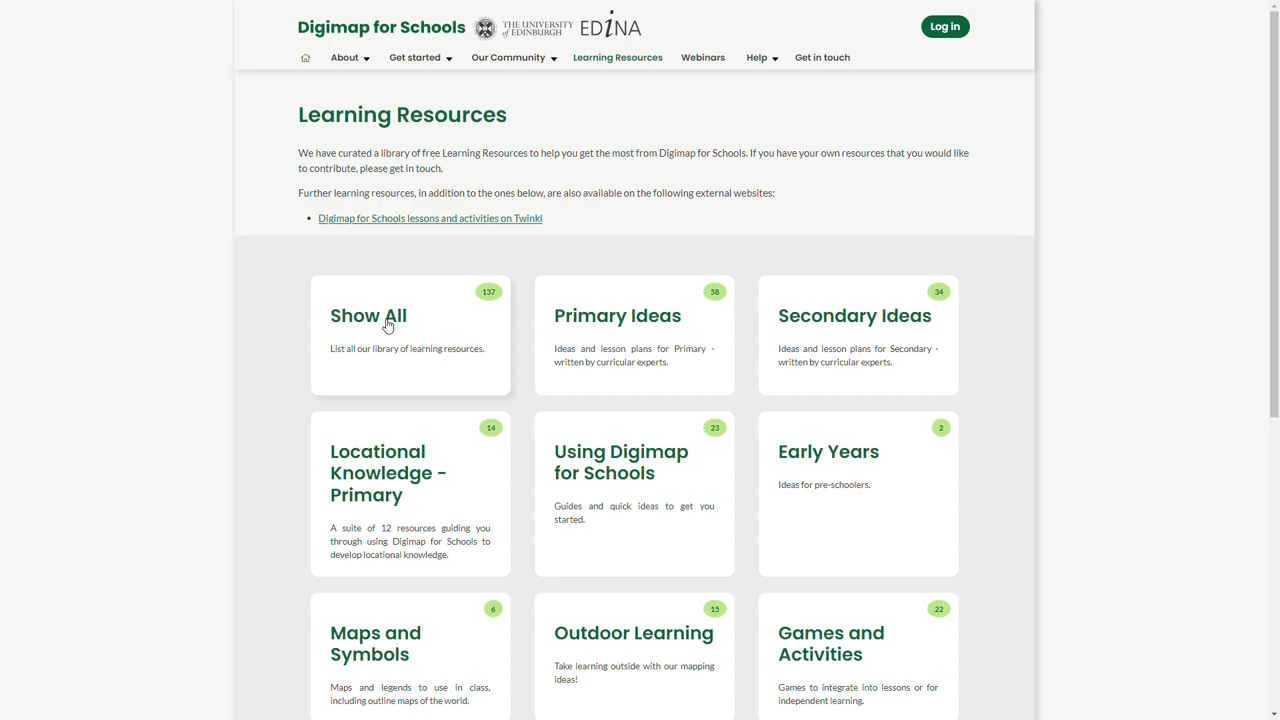 Digimap for Schools THE UNIVERSITY of EDINBURGH EDINA Log in
About Get started Our Community Learning Resources Webinars Help Get in touch
Learning Resources
We have curated a library of free Learning Resources to help you get the most from Digimap for Schools. If you have your own resources that you would like
to contribute, please get in touch.
Further learning resources, in addition to the ones below, are also available on the following external websites:
• Digimap for Schools lessons and activities on Twinkl
137
Show All
List all our library of learning resources.
58
Primary Ideas
Ideas and lesson plans for Primary -
written by curricular experts.
34
Secondary Ideas
Ideas and lesson plans for Secondary -
written by curricular experts.
14
Locational
Knowledge -
Primary
A suite of 12 resources guiding you
through using Digimap for Schools to
develop locational knowledge.
23
Using Digimap
for Schools
Guides and quick ideas to get you
started.
2
Early Years
Ideas for pre-schoolers.
6
Maps and
Symbols
Maps and legends to use in class,
including outline maps of the world.
15
Outdoor Learning
Take learning outside with our mapping
ideas!
22
Games and
Activities
Games to integrate into lessons or for
independent learning.